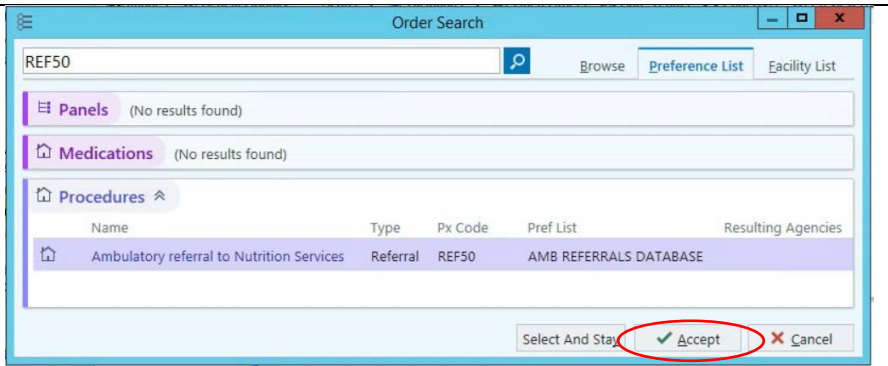 Order Search
REF50 Browse Preference List Facility List
Panels (No results found)
Medications (No results found)
Procedures
Name Type Px Code Pref List Resulting Agencies
Ambulatory referral to Nutrition Services Referral REF50 AMB REFERRALS DATABASE
Select And Stay Accept Cancel